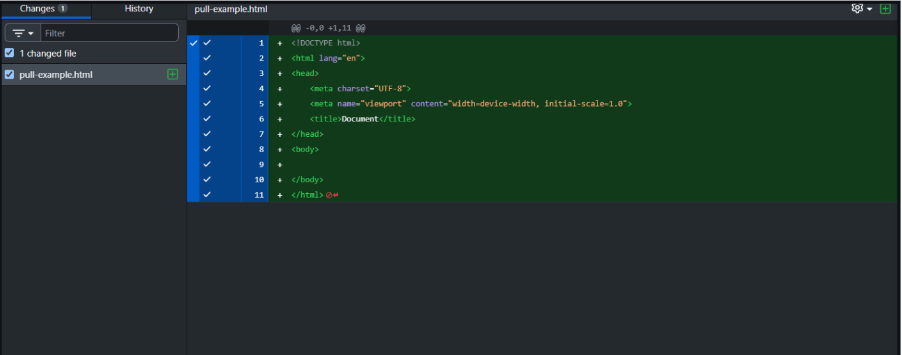 Changes 1
History
pull-example.html
Filter
1 changed file
pull-example.html
@@ -0,0 +1,11 @@
1 + <!DOCTYPE html>
2 + <html lang="en">
3 + <head>
4 +     <meta charset="UTF-8">
5 +     <meta name="viewport" content="width=device-width, initial-scale=1.0">
6 +     <title>Document</title>
7 + </head>
8 + <body>
9 +
10 + </body>
11 + </html>